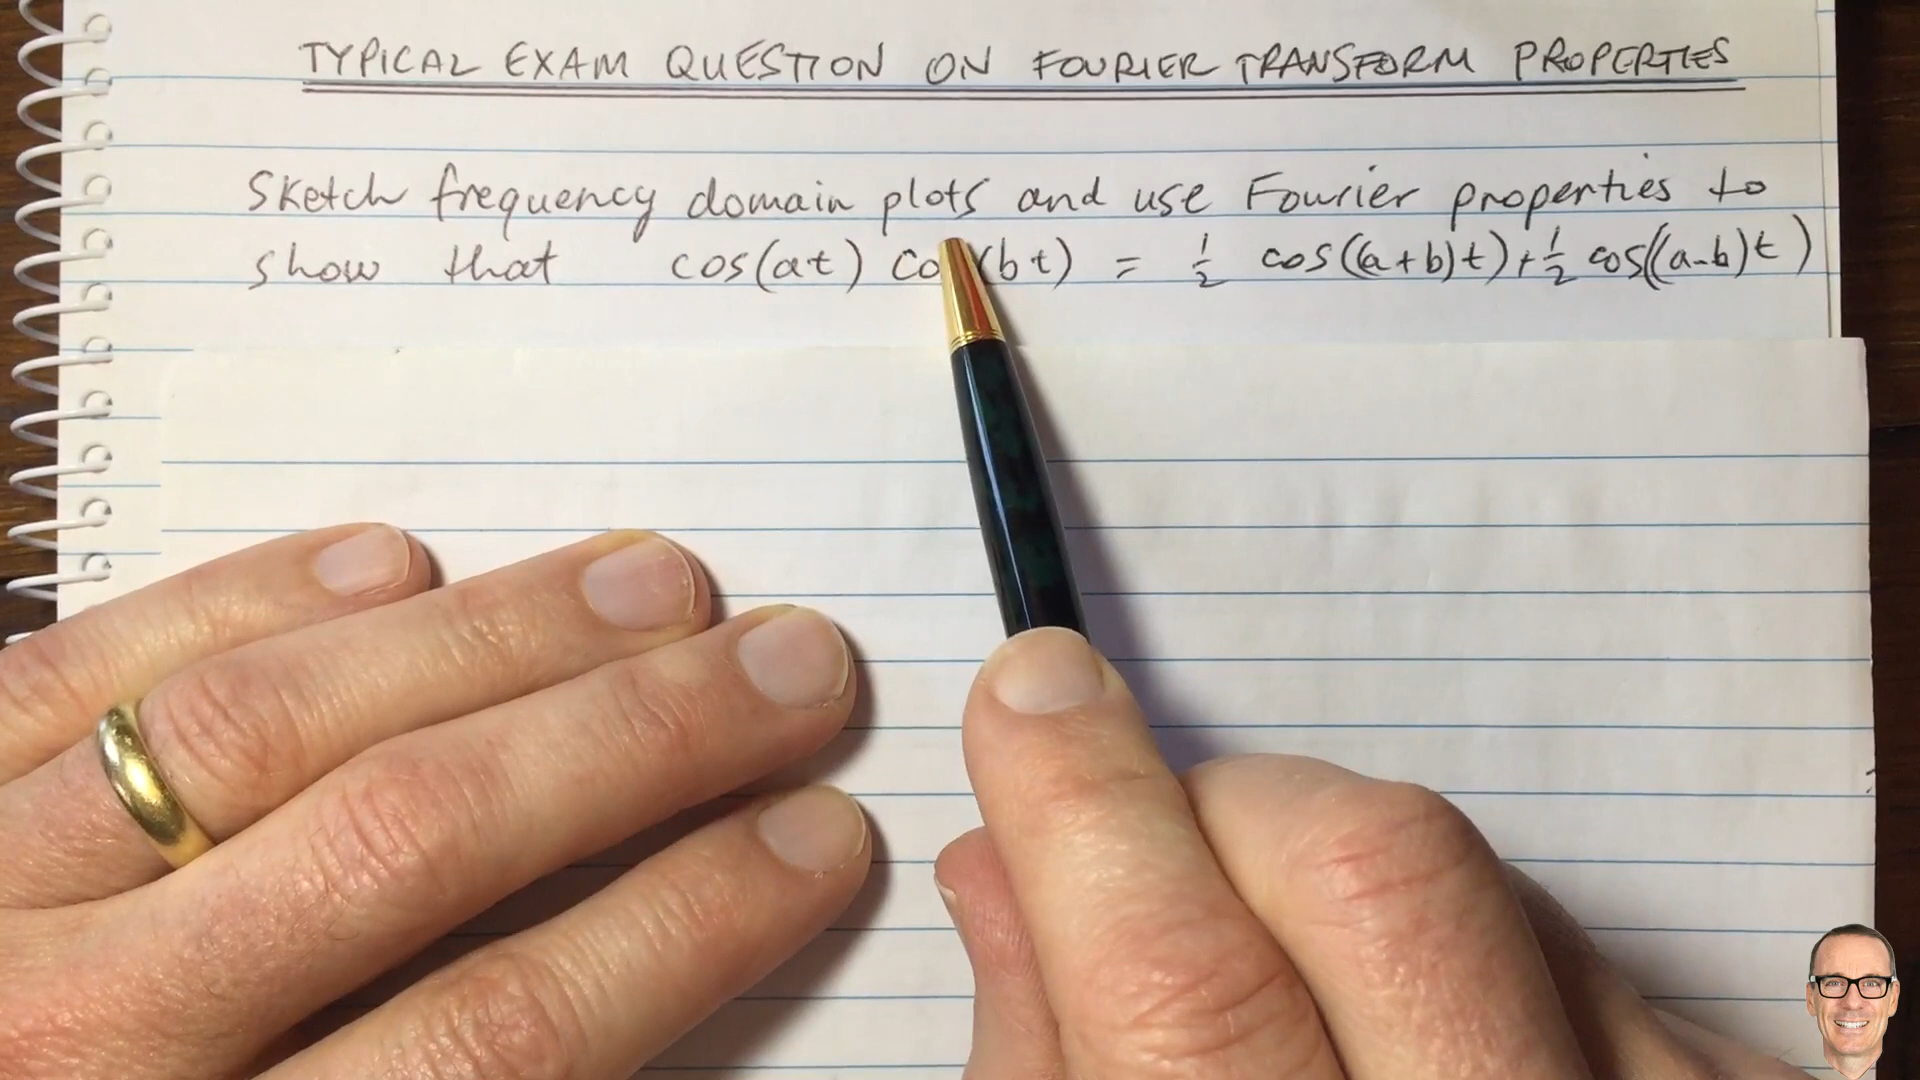 TYPICAL EXAM QUESTION ON FOURIER TRANSFORM PROPERTIES
Sketch frequency domain plots and use Fourier properties to
show that cos(at) co (bt) = 1/2 cos((a+b)t) + 1/2 cos((a-b)t)